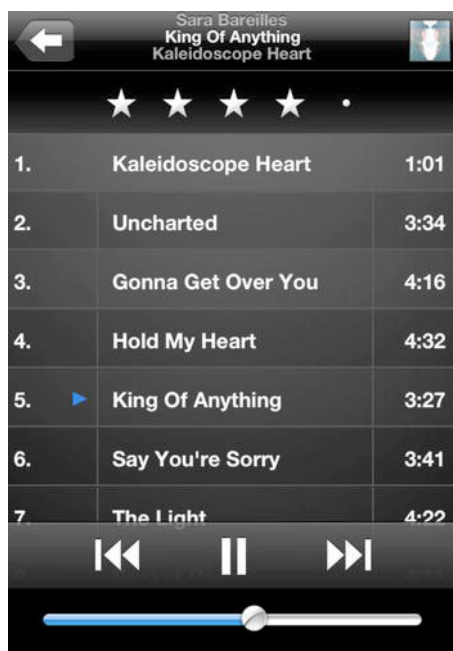 Sara Bareilles
King Of Anything
Kaleidoscope Heart
1. Kaleidoscope Heart 1:01
2. Uncharted 3:34
3. Gonna Get Over You 4:16
4. Hold My Heart 4:32
5. King Of Anything 3:27
6. Say You're Sorry 3:41
7. The Light 4:22